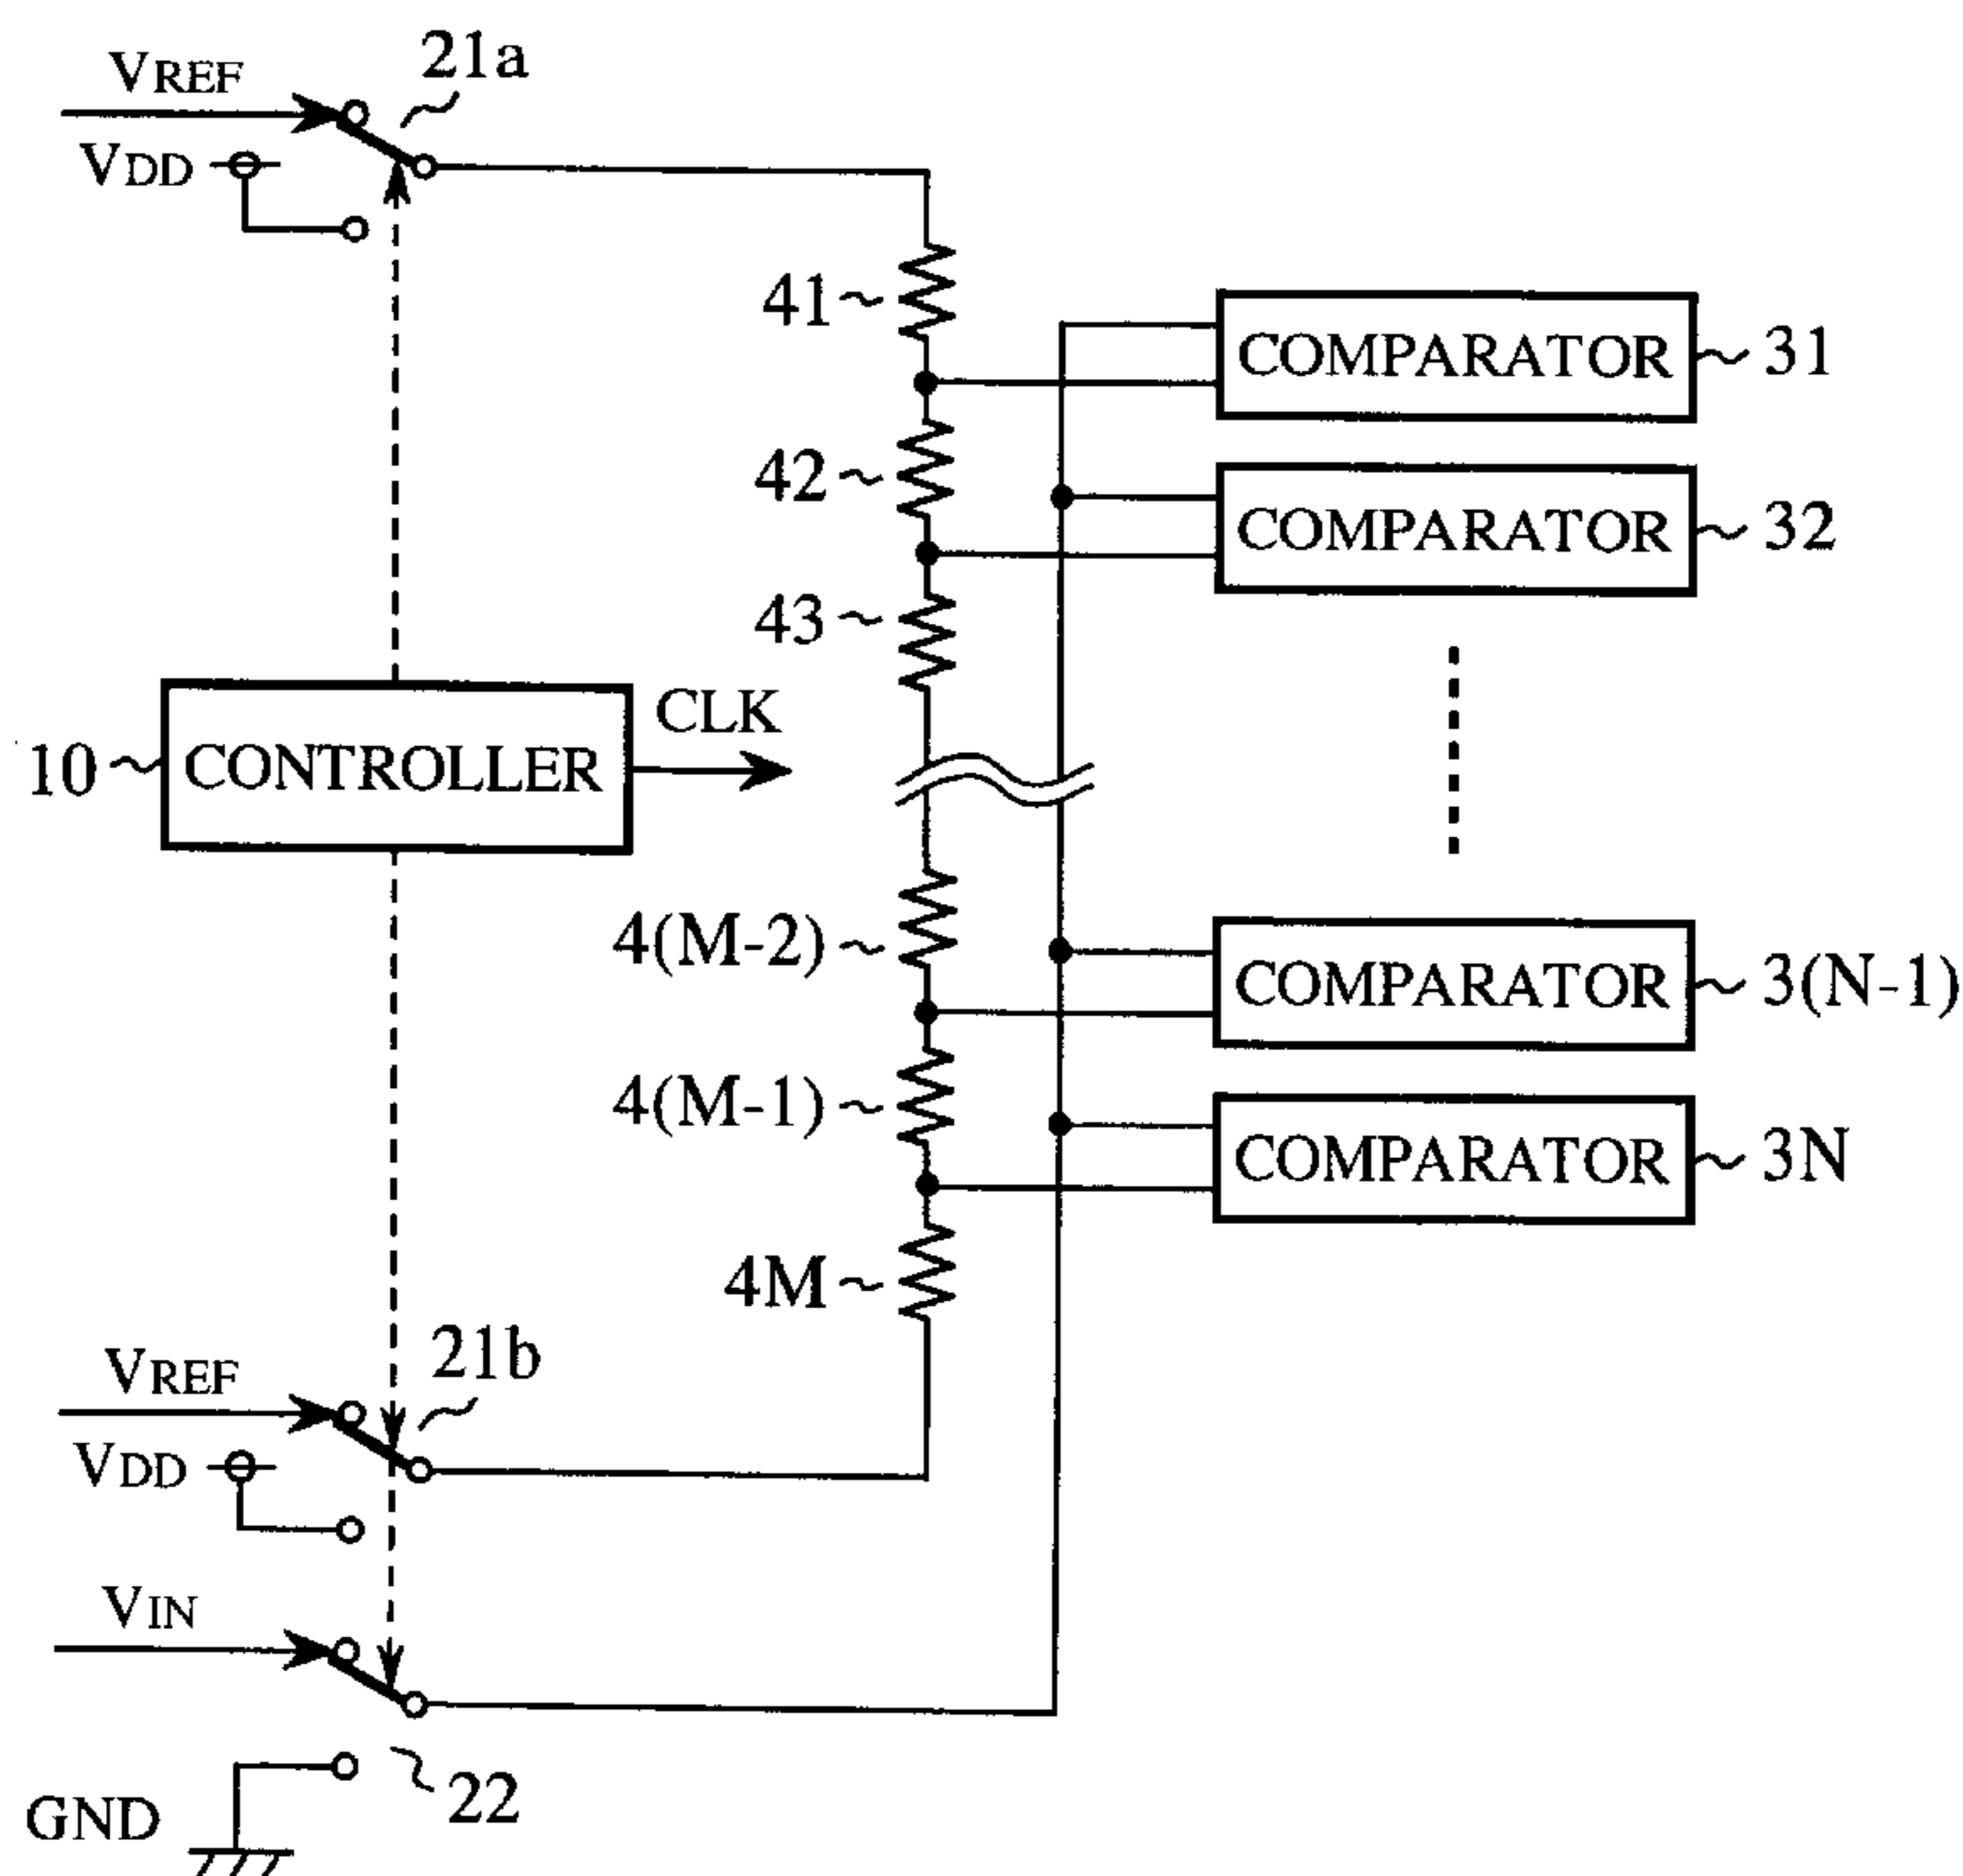 21a
VREF
VDD
41
COMPARATOR
31
42
COMPARATOR
32
43
CLK
10
CONTROLLER
4(M-2)
COMPARATOR
3(N-1)
4(M-1)
COMPARATOR
3N
4M
21b
VREF
VDD
VIN
22
GND